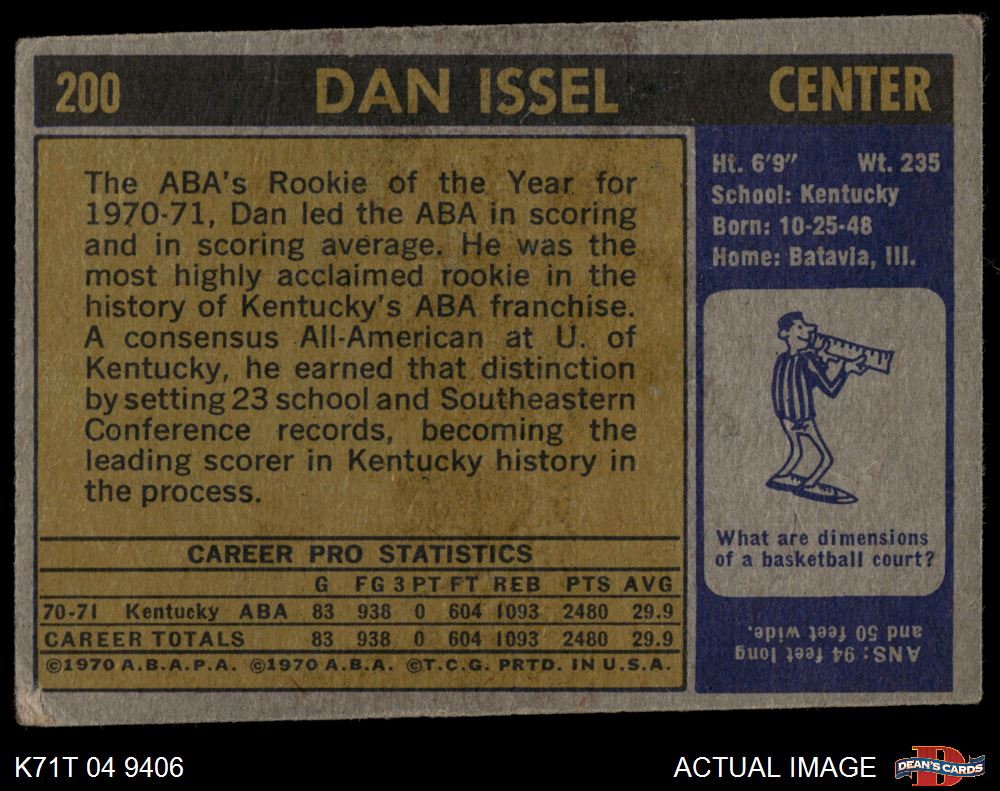 200 DAN ISSEL CENTER
The ABA's Rookie of the Year for
1970-71, Dan led the ABA in scoring
and in scoring average. He was the
most highly acclaimed rookie in the
history of Kentucky's ABA franchise.
A consensus All-American at U. of
Kentucky, he earned that distinction
by setting 23 school and Southeastern
Conference records, becoming the
leading scorer in Kentucky history in
the process.
CAREER PRO STATISTICS
G FG 3 PT FT REB PTS AVG
70-71 Kentucky ABA 83 938 0 604 1093 2480 29.9
CAREER TOTALS 83 938 0 604 1093 2480 29.9
©1970 A.B.A.P.A. ©1970 A.B.A. ©T.C.G. PRTD. IN U.S.A.
Ht. 6'9" Wt. 235
School: Kentucky
Born: 10-25-48
Home: Batavia, Ill.
What are dimensions
of a basketball court?
ANS: 94 feet long
and 50 feet wide.
K71T 04 9406
ACTUAL IMAGE
DEAN'S CARDS